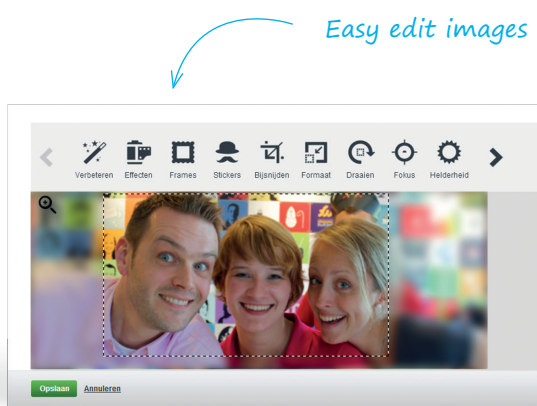 Easy edit images
Verbeteren Effecten Frames Stickers Bijsnijden Formaat Draaien Fokus Helderheid
Opslaan Annuleren